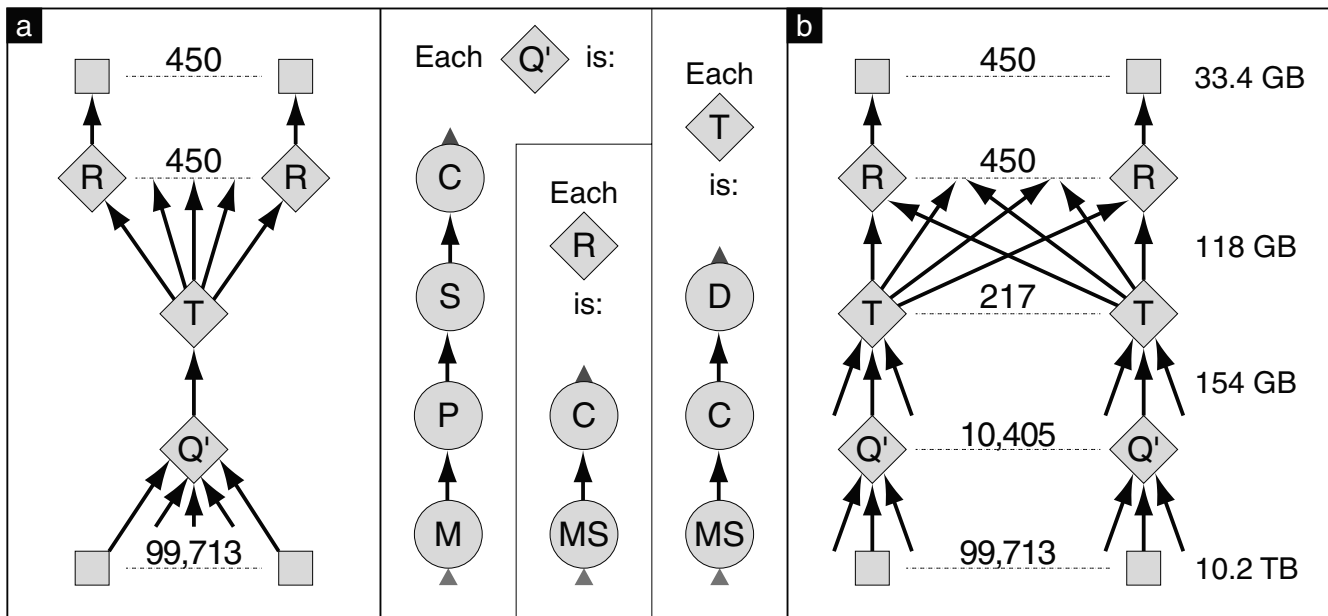 a
450
R 450 R
T
Q'
99,713
Each Q' is:
C
S
P
M
Each
R
is:
C
MS
Each
T
is:
D
C
MS
b
450 33.4 GB
R 450 R
118 GB
T 217 T
154 GB
Q' 10,405 Q'
99,713 10.2 TB